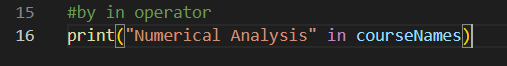 15 #by in operator
16 print("Numerical Analysis" in courseNames)